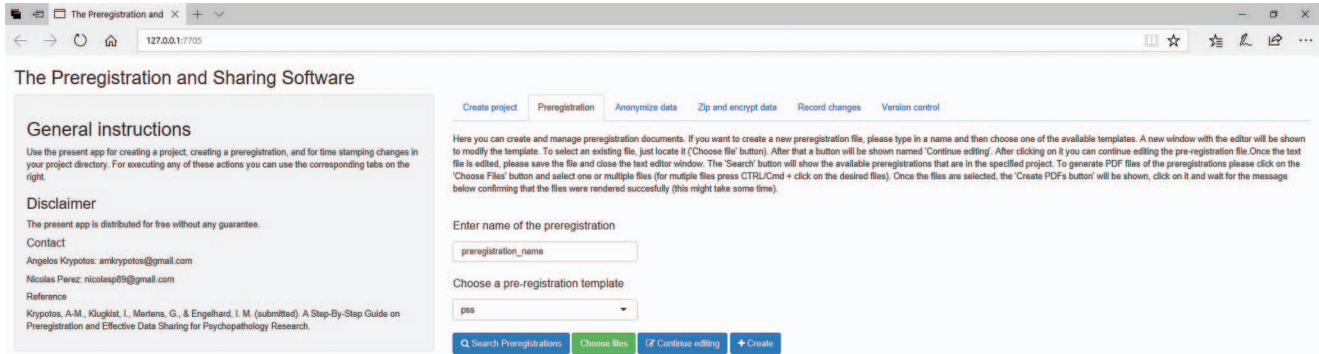 The Preregistration and
127.0.0.1:7705
The Preregistration and Sharing Software
General instructions
Use the present app for creating a project, creating a preregistration, and for time stamping changes in
your project directory. For executing any of these actions you can use the corresponding tabs on the
right.
Disclaimer
The present app is distributed for free without any guarantee.
Contact
Angelos Krypotos: amkrypotos@gmail.com
Nicolas Perez: nicolasp89@gmail.com
Reference
Krypotos, A-M., Klugkist, I., Mertens, G., & Engelhard, I. M. (submitted). A Step-By-Step Guide on
Preregistration and Effective Data Sharing for Psychopathology Research.
Create project Preregistration Anonymize data Zip and encrypt data Record changes Version control
Here you can create and manage preregistration documents. If you want to create a new preregistration file, please type in a name and then choose one of the available templates. A new window with the editor will be shown
to modify the template. To select an existing file, just locate it ('Choose file' button). After that a button will be shown named 'Continue editing'. After clicking on it you can continue editing the pre-registration file.Once the text
file is edited, please save the file and close the text editor window. The 'Search' button will show the available preregistrations that are in the specified project. To generate PDF files of the preregistrations please click on the
'Choose Files' button and select one or multiple files (for mutiple files press CTRL/Cmd + click on the desired files). Once the files are selected, the 'Create PDFs button' will be shown, click on it and wait for the message
below confirming that the files were rendered succesfully (this might take some time).
Enter name of the preregistration
preregistration_name
Choose a pre-registration template
pss
Search Preregistrations Choose files Continue editing Create